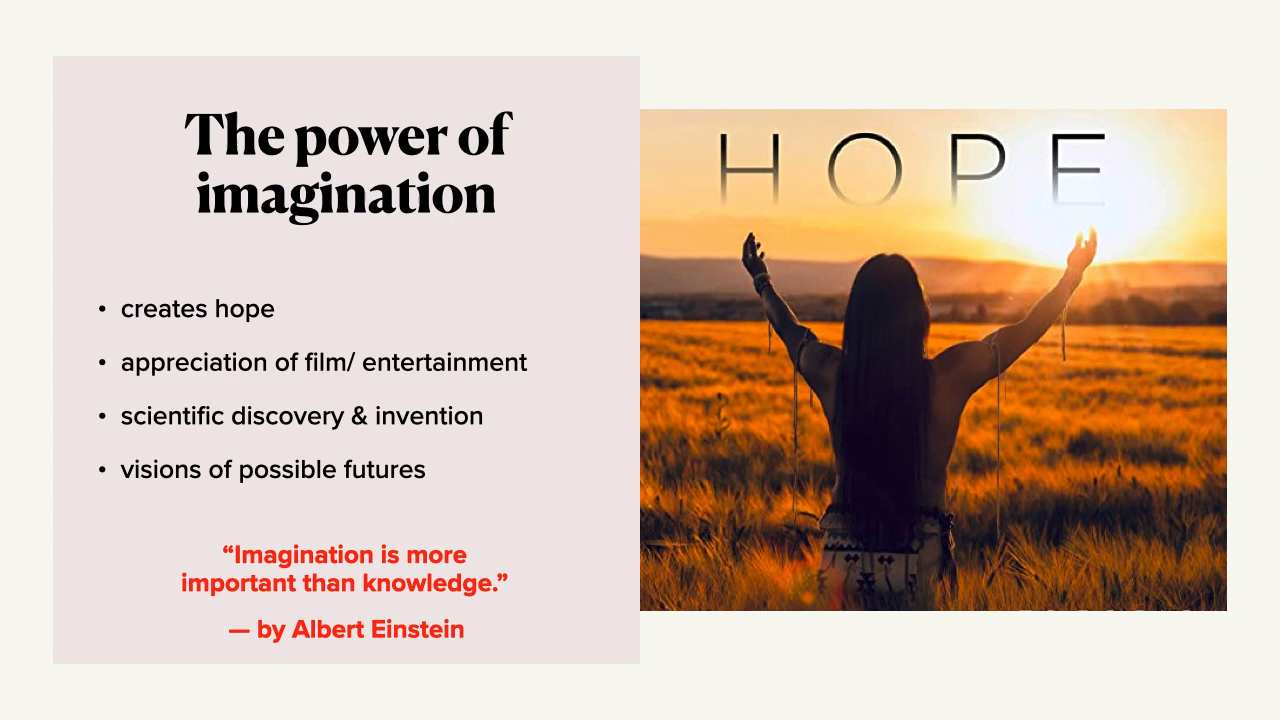 The power of
imagination
• creates hope
• appreciation of film/ entertainment
• scientific discovery & invention
• visions of possible futures
“Imagination is more
important than knowledge.”
— by Albert Einstein
HOPE